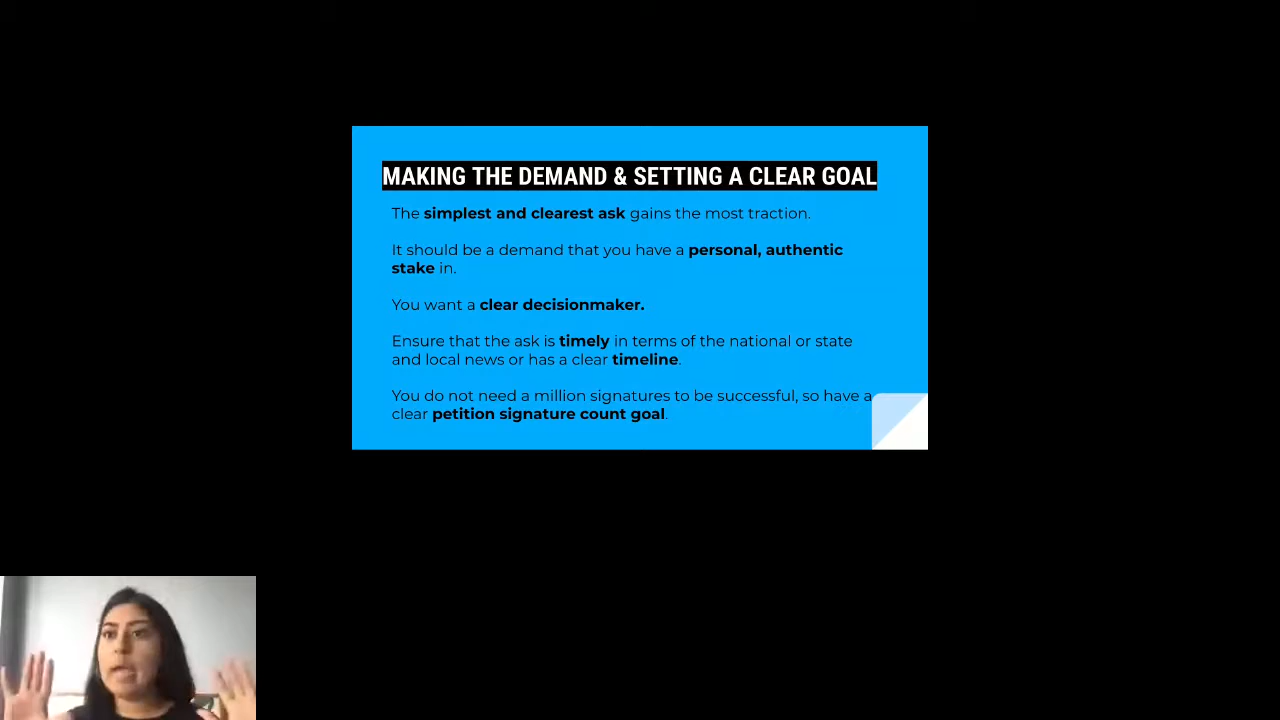 MAKING THE DEMAND & SETTING A CLEAR GOAL
The simplest and clearest ask gains the most traction.
It should be a demand that you have a personal, authentic
stake in.
You want a clear decisionmaker.
Ensure that the ask is timely in terms of the national or state
and local news or has a clear timeline.
You do not need a million signatures to be successful, so have a
clear petition signature count goal.